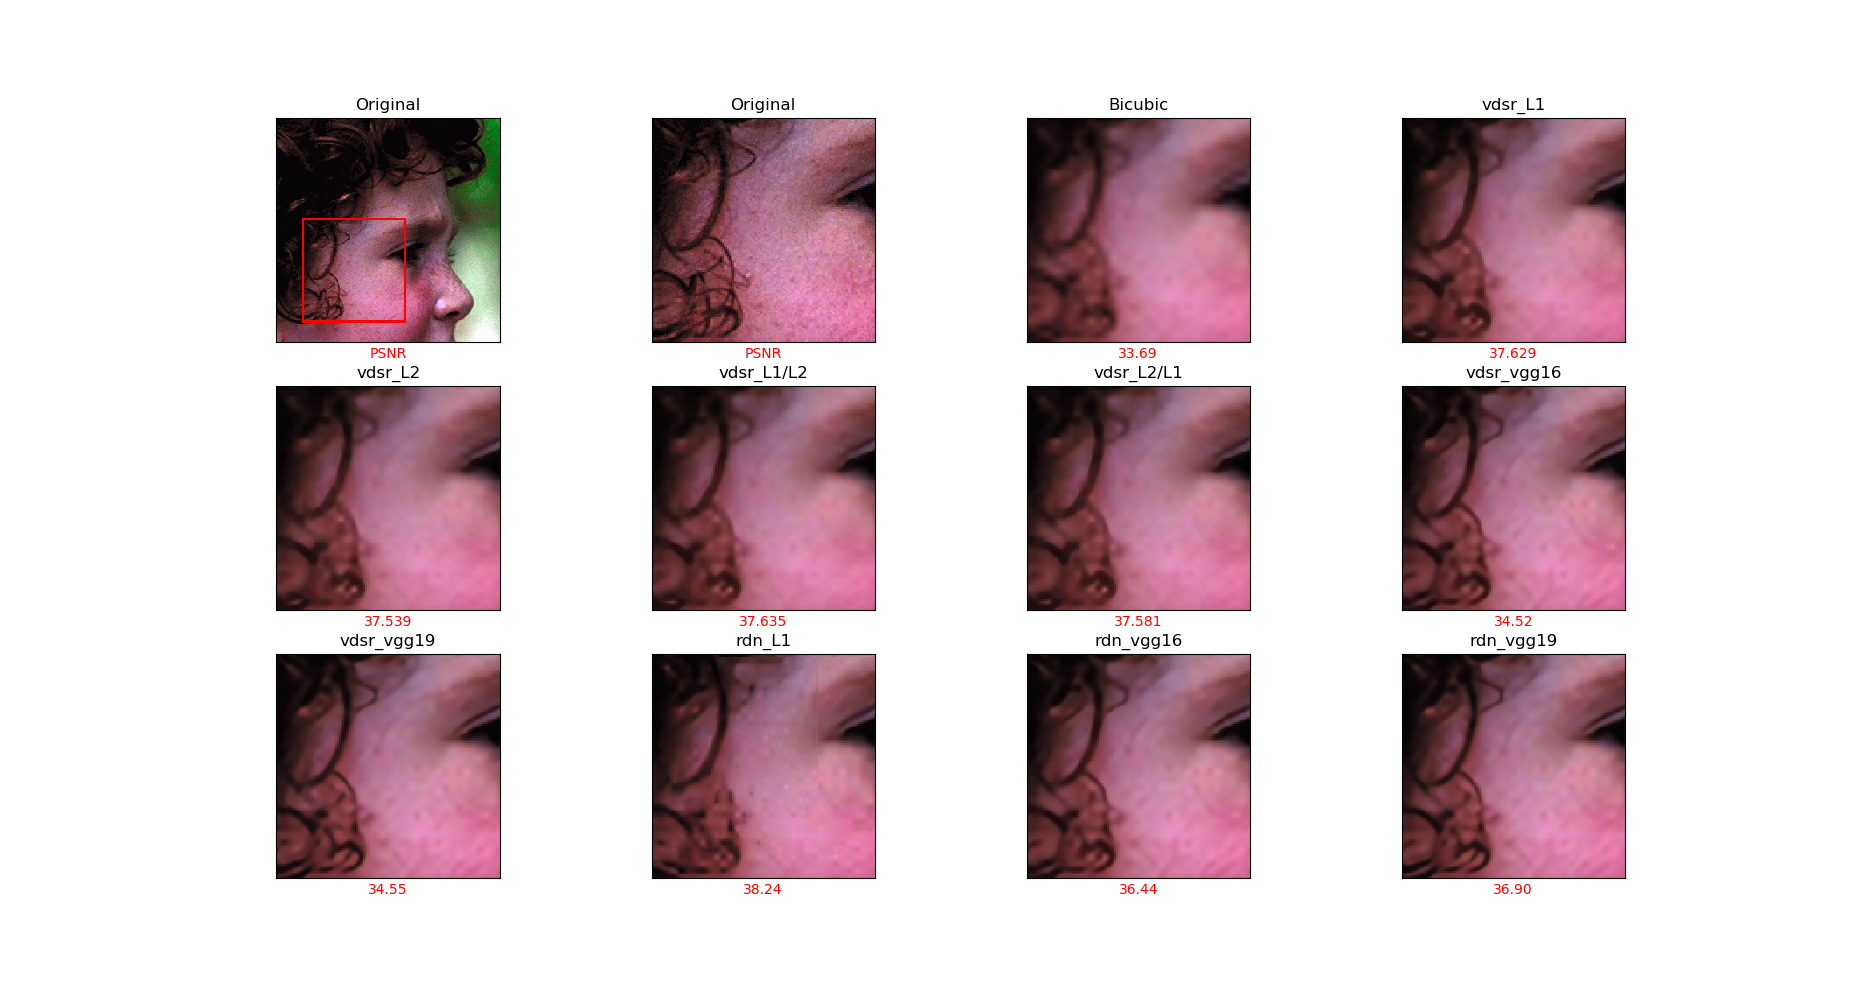 Original
Original
Bicubic
vdsr_L1
PSNR
PSNR
33.69
37.629
vdsr_L2
vdsr_L1/L2
vdsr_L2/L1
vdsr_vgg16
37.539
37.635
37.581
34.52
vdsr_vgg19
rdn_L1
rdn_vgg16
rdn_vgg19
34.55
38.24
36.44
36.90